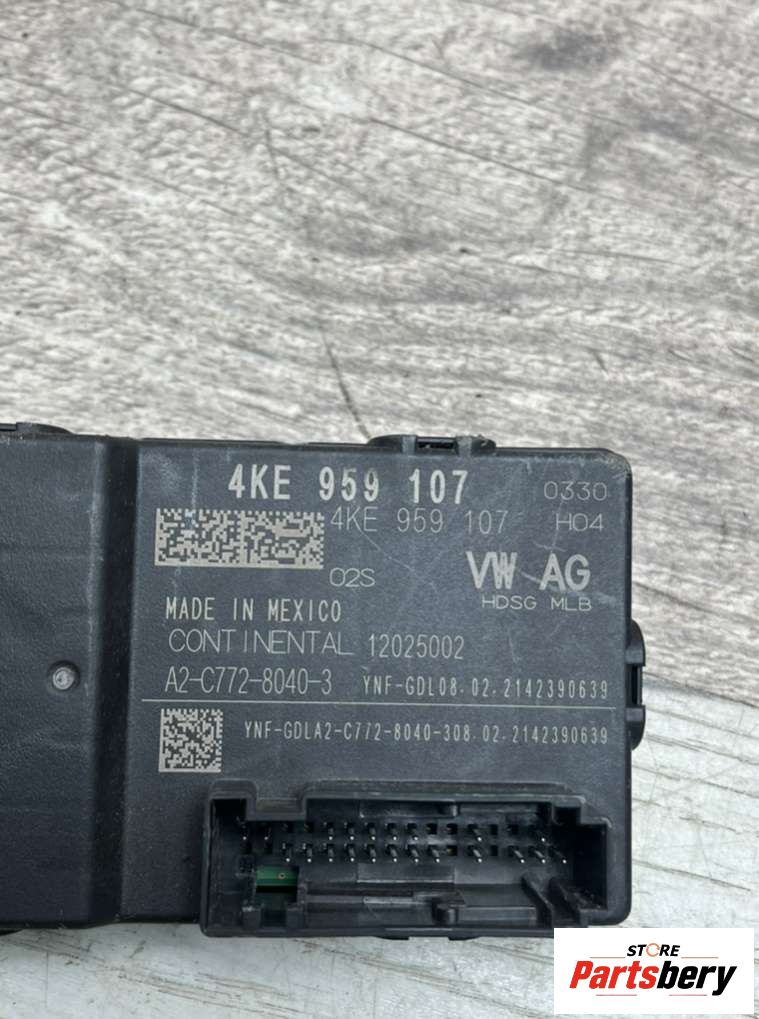 4KE 959 107 0330
4KE 959 107 H04
02S VW AG
HDSG MLB
MADE IN MEXICO
CONTINENTAL 12025002
A2-C772-8040-3 YNF-GDL08.02.2142390639
YNF-GDLA2-C772-8040-308.02.2142390639
STORE
Partsbery